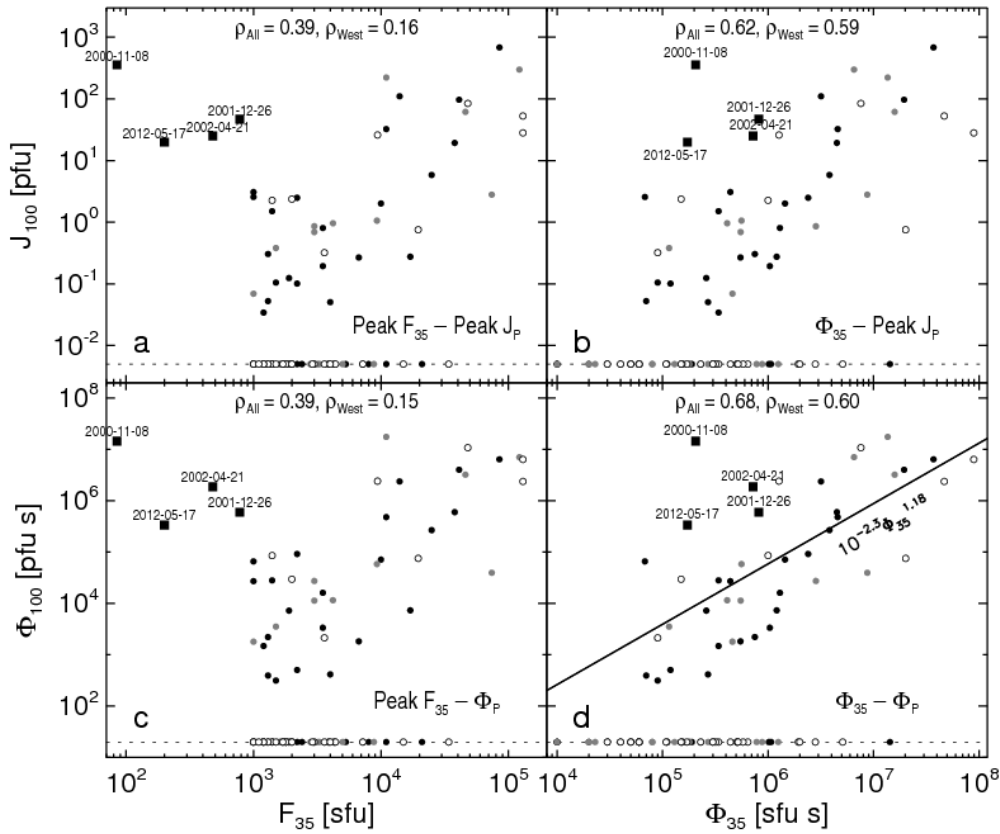 ρAll = 0.39, ρWest = 0.16
2000-11-08
2001-12-26
2002-04-21
2012-05-17
10³
10²
10¹
10⁰
10⁻¹
10⁻²
J100 [pfu]
a
Peak F35 – Peak JP
ρAll = 0.62, ρWest = 0.59
2000-11-08
2001-12-26
2002-04-21
2012-05-17
b
Φ35 – Peak JP
ρAll = 0.39, ρWest = 0.15
2000-11-08
2002-04-21
2001-12-26
2012-05-17
10⁸
10⁶
10⁴
10²
Φ100 [pfu s]
c
Peak F35 – ΦP
10² 10³ 10⁴ 10⁵
F35 [sfu]
ρAll = 0.68, ρWest = 0.60
2000-11-08
2002-04-21
2001-12-26
2012-05-17
10⁻²·³Φ35¹·¹⁸
d
Φ35 – ΦP
10⁴ 10⁵ 10⁶ 10⁷ 10⁸
Φ35 [sfu s]